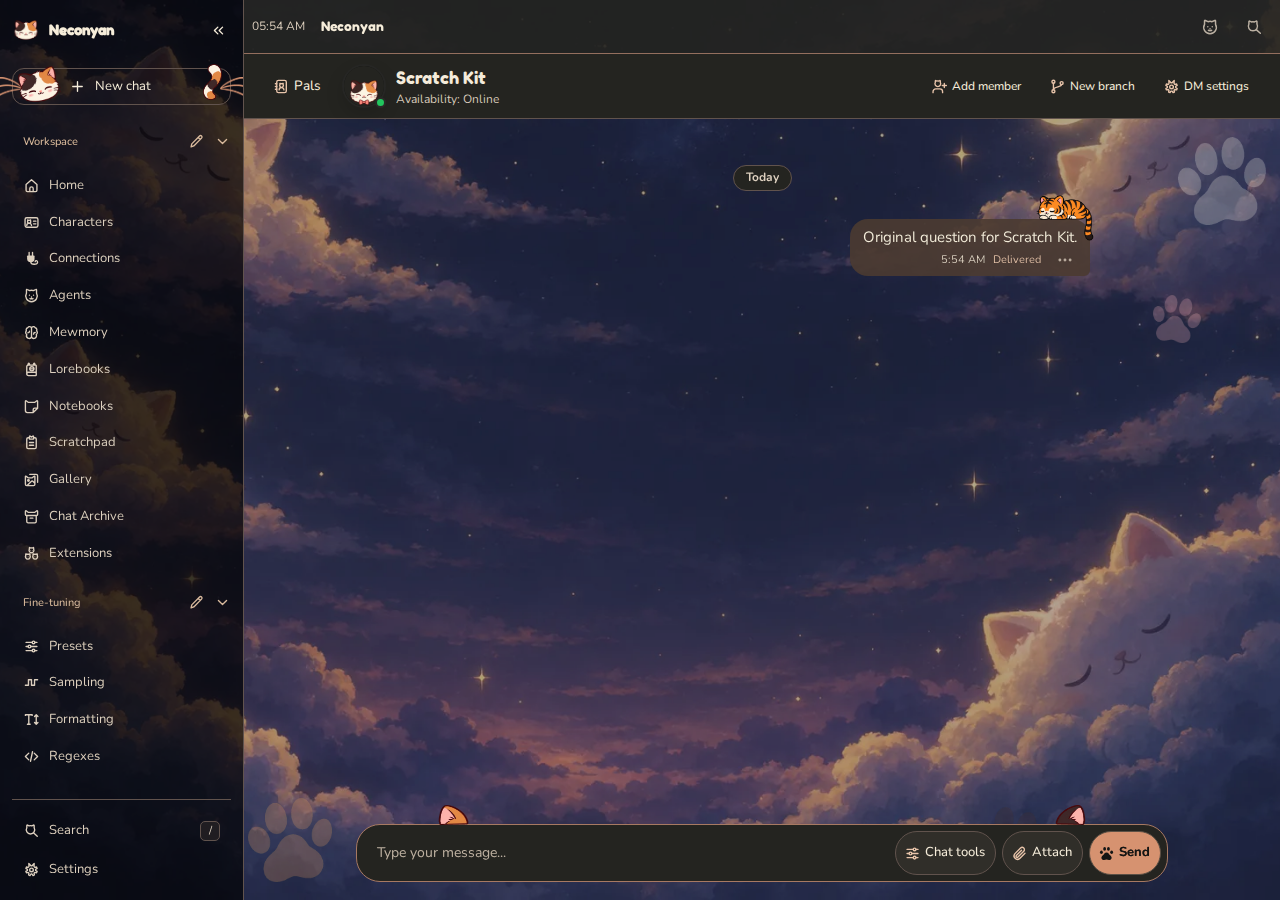 Neconyan
New chat
Workspace
Home
Characters
Connections
Agents
Mewmory
Lorebooks
Notebooks
Scratchpad
Gallery
Chat Archive
Extensions
Fine-tuning
Presets
Sampling
Formatting
Regexes
Search /
Settings
05:54 AM Neconyan
Pals
Scratch Kit
Availability: Online
Add member New branch DM settings
Today
Original question for Scratch Kit.
5:54 AM Delivered
Type your message... Chat tools Attach Send